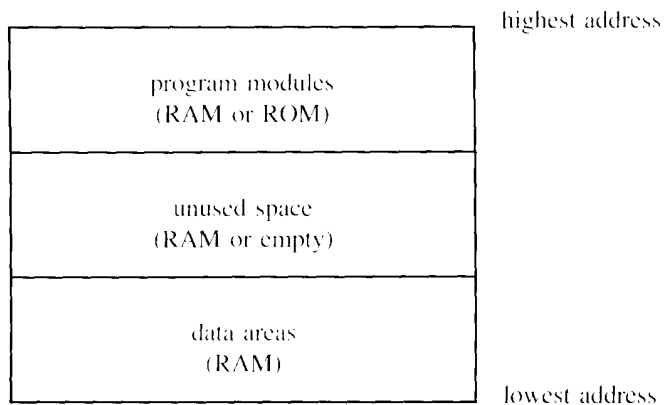 highest address
program modules
(RAM or ROM)
unused space
(RAM or empty)
data areas
(RAM)
lowest address